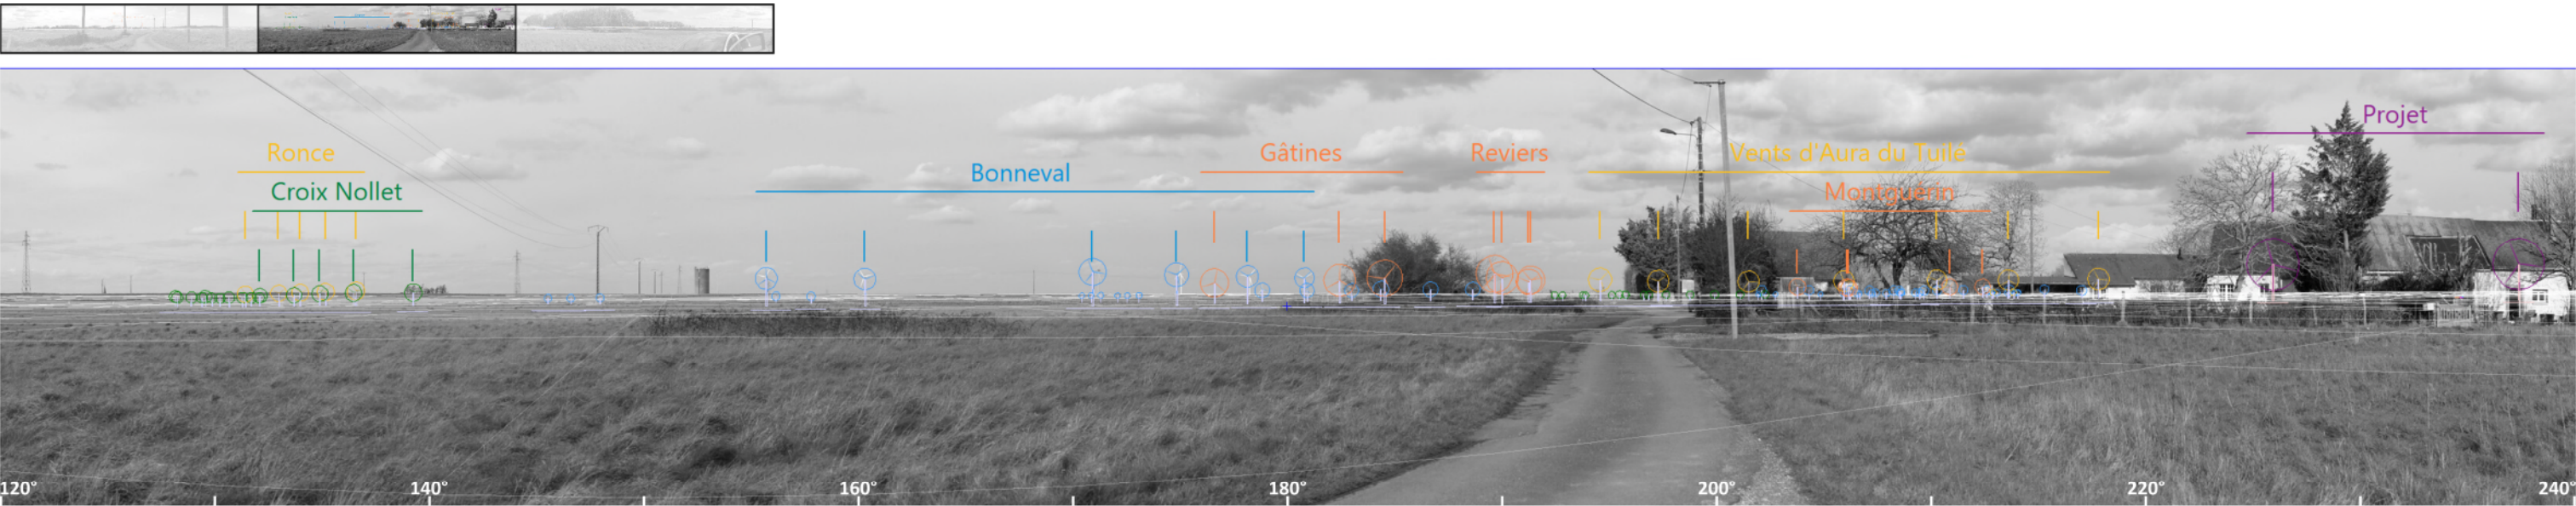 Projet
Ronce
Gâtines
Reviers
Vents d'Aura du Tuilé
Bonneval
Croix Nollet
Montguérin
120°
140°
160°
180°
200°
220°
240°